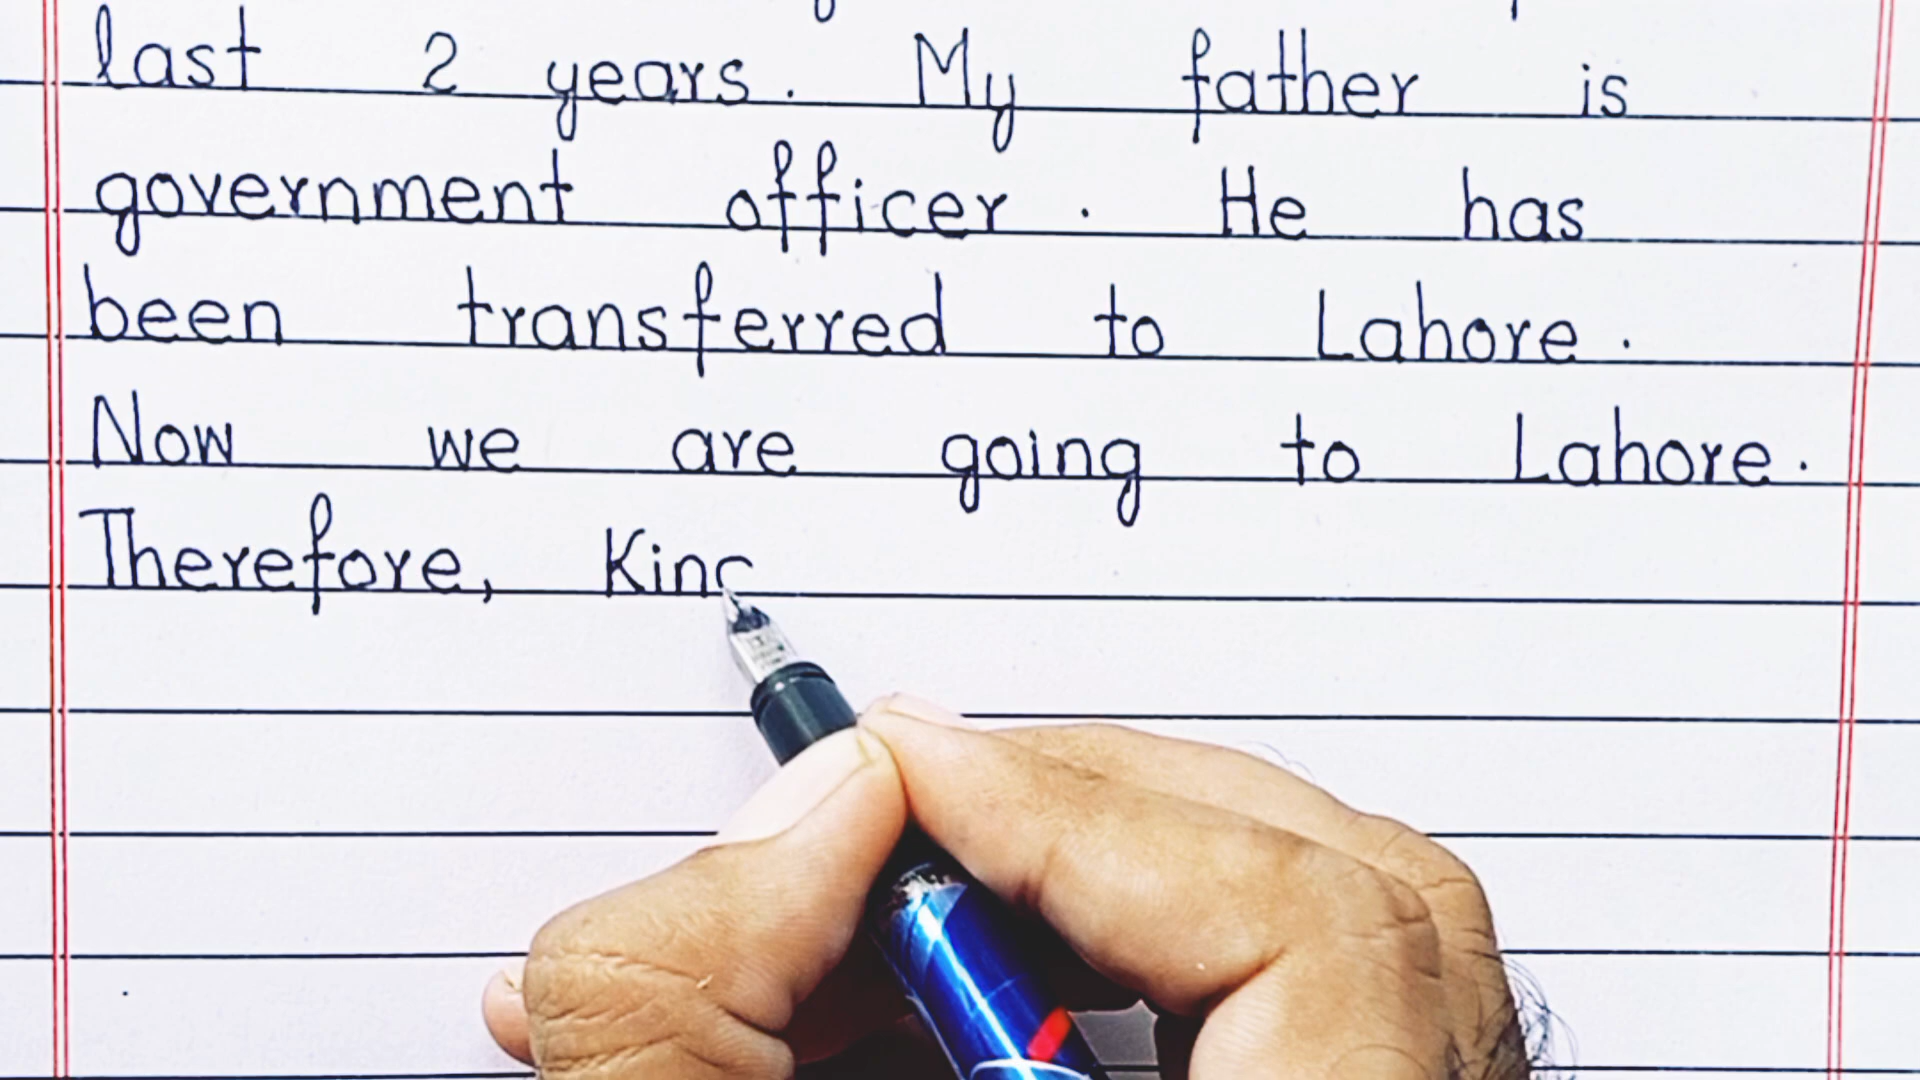 last 2 years. My father is
government officer. He has
been transferred to Lahore.
Now we are going to Lahore.
Therefore, Kin